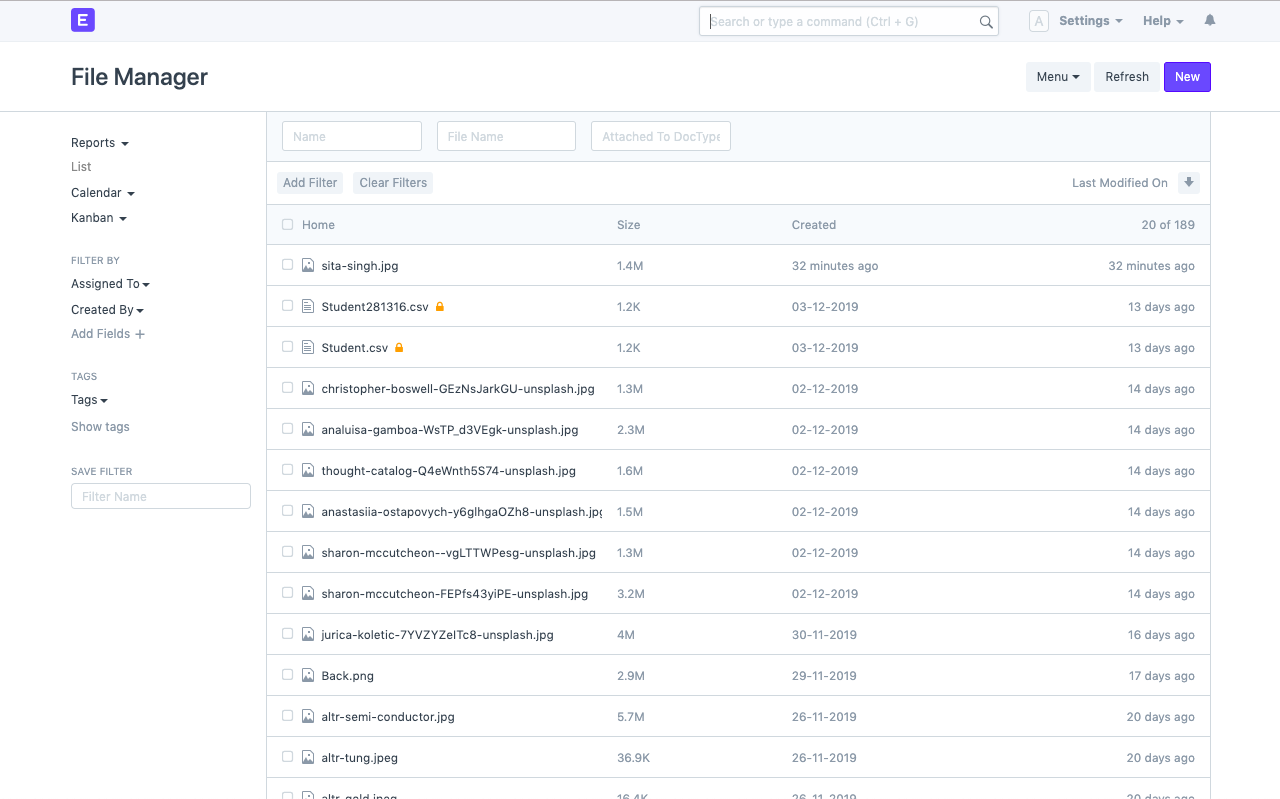 E
Search or type a command (Ctrl + G)
A Settings Help
File Manager
Menu Refresh New
Reports
List
Calendar
Kanban
FILTER BY
Assigned To
Created By
Add Fields
TAGS
Tags
Show tags
SAVE FILTER
Filter Name
Name File Name Attached To DocType
Add Filter Clear Filters Last Modified On
Home Size Created 20 of 189
sita-singh.jpg 1.4M 32 minutes ago 32 minutes ago
Student281316.csv 1.2K 03-12-2019 13 days ago
Student.csv 1.2K 03-12-2019 13 days ago
christopher-boswell-GEzNsJarkGU-unsplash.jpg 1.3M 02-12-2019 14 days ago
analuisa-gamboa-WsTP_d3VEgk-unsplash.jpg 2.3M 02-12-2019 14 days ago
thought-catalog-Q4eWnth5S74-unsplash.jpg 1.6M 02-12-2019 14 days ago
anastasiia-ostapovych-y6glhgaOZh8-unsplash.jpg 1.5M 02-12-2019 14 days ago
sharon-mccutcheon--vgLTTWPesg-unsplash.jpg 1.3M 02-12-2019 14 days ago
sharon-mccutcheon-FEPfs43yiPE-unsplash.jpg 3.2M 02-12-2019 14 days ago
jurica-koletic-7YVZYZeITc8-unsplash.jpg 4M 30-11-2019 16 days ago
Back.png 2.9M 29-11-2019 17 days ago
altr-semi-conductor.jpg 5.7M 26-11-2019 20 days ago
altr-tung.jpeg 36.9K 26-11-2019 20 days ago
altr-gold.jpeg 16.4K 26-11-2019 20 days ago